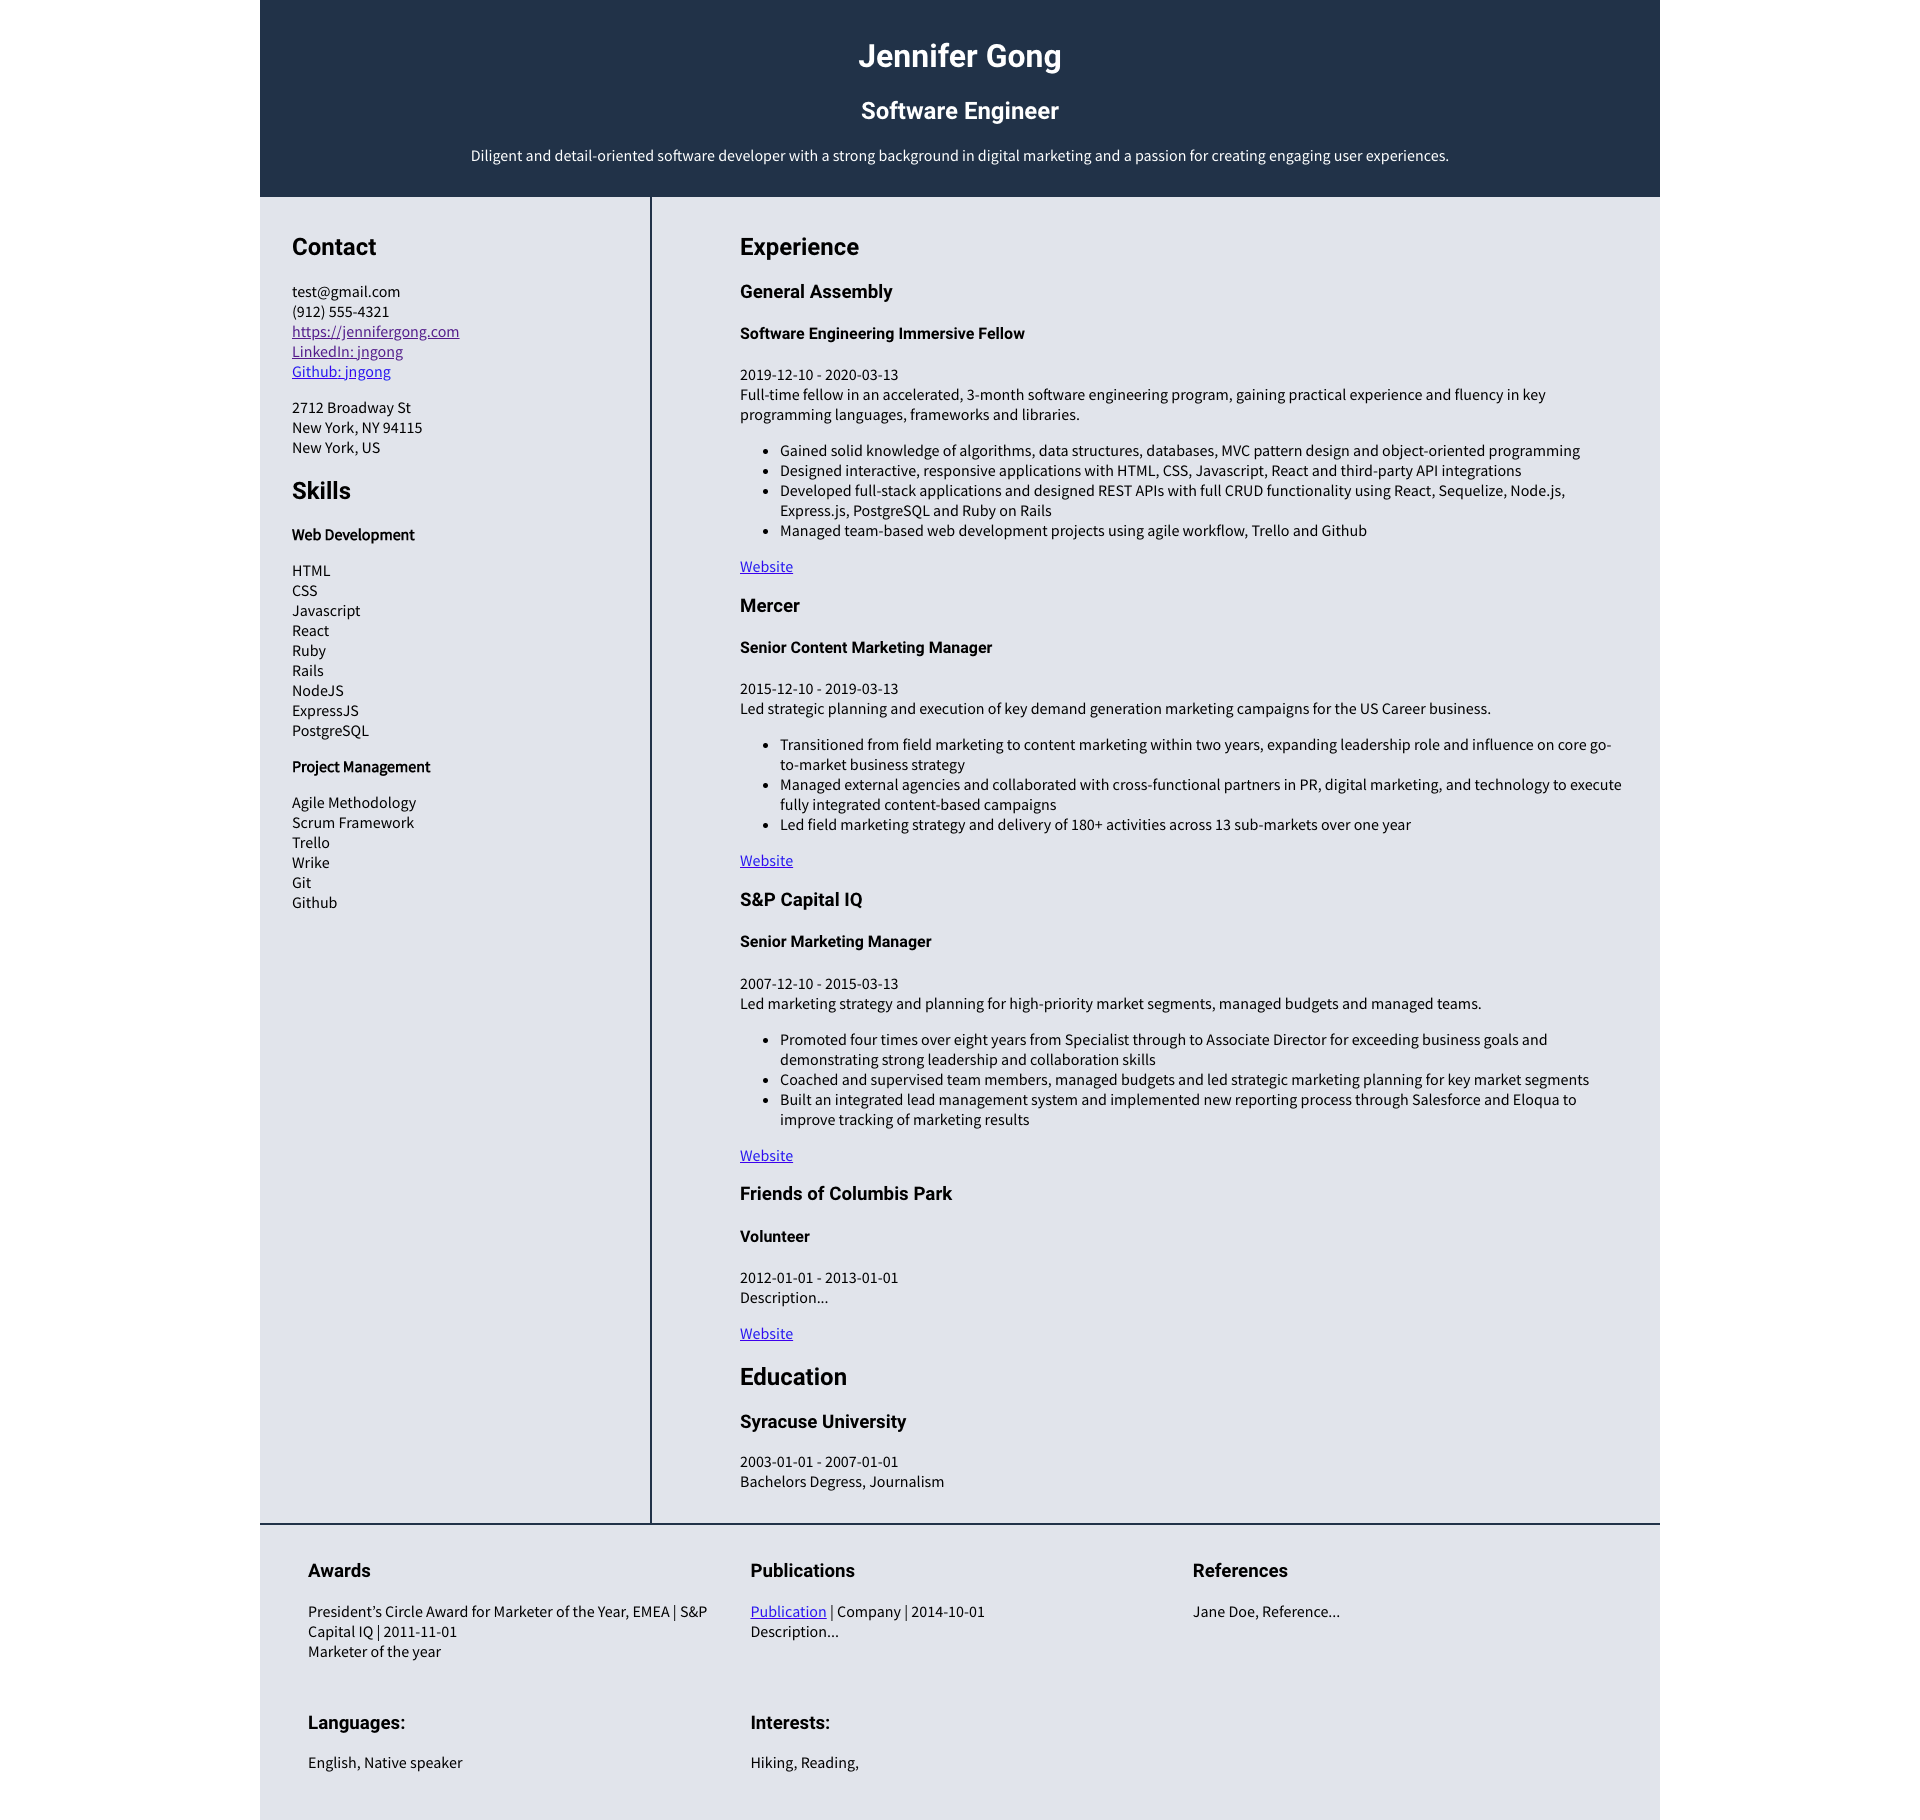 Jennifer Gong
Software Engineer
Diligent and detail-oriented software developer with a strong background in digital marketing and a passion for creating engaging user experiences.
Contact
test@gmail.com
(912) 555-4321
https://jennifergong.com
LinkedIn: jngong
Github: jngong
2712 Broadway St
New York, NY 94115
New York, US
Skills
Web Development
HTML
CSS
Javascript
React
Ruby
Rails
NodeJS
ExpressJS
PostgreSQL
Project Management
Agile Methodology
Scrum Framework
Trello
Wrike
Git
Github
Experience
General Assembly
Software Engineering Immersive Fellow
2019-12-10 - 2020-03-13
Full-time fellow in an accelerated, 3-month software engineering program, gaining practical experience and fluency in key
programming languages, frameworks and libraries.
• Gained solid knowledge of algorithms, data structures, databases, MVC pattern design and object-oriented programming
• Designed interactive, responsive applications with HTML, CSS, Javascript, React and third-party API integrations
• Developed full-stack applications and designed REST APIs with full CRUD functionality using React, Sequelize, Node.js,
Express.js, PostgreSQL and Ruby on Rails
• Managed team-based web development projects using agile workflow, Trello and Github
Website
Mercer
Senior Content Marketing Manager
2015-12-10 - 2019-03-13
Led strategic planning and execution of key demand generation marketing campaigns for the US Career business.
• Transitioned from field marketing to content marketing within two years, expanding leadership role and influence on core go-
to-market business strategy
• Managed external agencies and collaborated with cross-functional partners in PR, digital marketing, and technology to execute
fully integrated content-based campaigns
• Led field marketing strategy and delivery of 180+ activities across 13 sub-markets over one year
Website
S&P Capital IQ
Senior Marketing Manager
2007-12-10 - 2015-03-13
Led marketing strategy and planning for high-priority market segments, managed budgets and managed teams.
• Promoted four times over eight years from Specialist through to Associate Director for exceeding business goals and
demonstrating strong leadership and collaboration skills
• Coached and supervised team members, managed budgets and led strategic marketing planning for key market segments
• Built an integrated lead management system and implemented new reporting process through Salesforce and Eloqua to
improve tracking of marketing results
Website
Friends of Columbis Park
Volunteer
2012-01-01 - 2013-01-01
Description...
Website
Education
Syracuse University
2003-01-01 - 2007-01-01
Bachelors Degress, Journalism
Awards
President's Circle Award for Marketer of the Year, EMEA | S&P
Capital IQ | 2011-11-01
Marketer of the year
Publications
Publication | Company | 2014-10-01
Description...
References
Jane Doe, Reference...
Languages:
English, Native speaker
Interests:
Hiking, Reading,